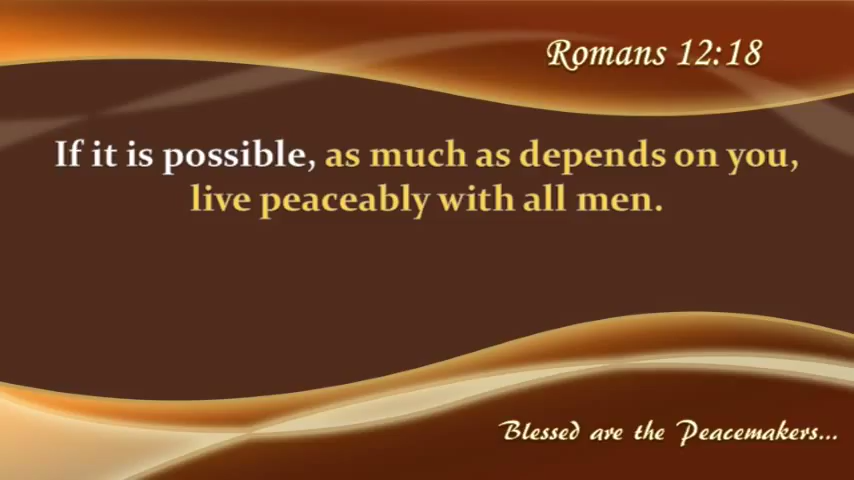 Romans 12:18
If it is possible, as much as depends on you,
live peaceably with all men.
Blessed are the Peacemakers...